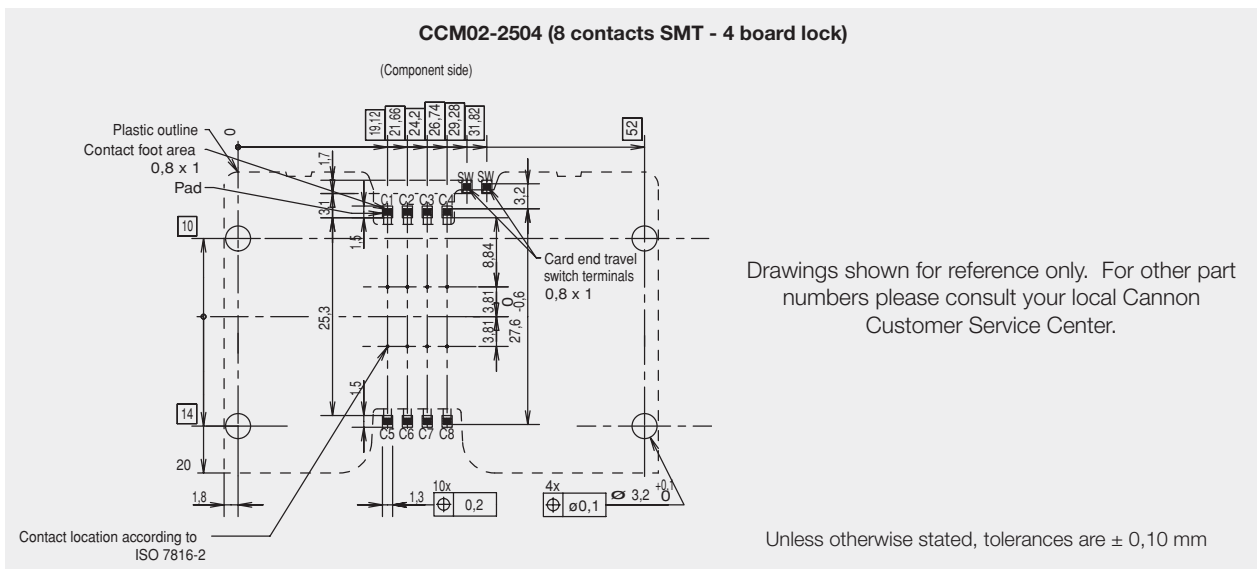 CCM02-2504 (8 contacts SMT - 4 board lock)
(Component side)
19,12
21,66
24,2
26,74
29,28
31,82
52
0
Plastic outline
Contact foot area
0,8 x 1
Pad
1,7
3,1
1,5
SW SW
3,2
C1 C2 C3 C4
10
8,84
Card end travel
switch terminals
0,8 x 1
Drawings shown for reference only. For other part
numbers please consult your local Cannon
Customer Service Center.
25,3
3,81
3,81
27,6 0 -0,6
1,5
14
C5 C6 C7 C8
20
1,8
1,3
10x
⌖ 0,2
4x
⌖ ø0,1
ø 3,2 +0,1 0
Contact location according to
ISO 7816-2
Unless otherwise stated, tolerances are ± 0,10 mm